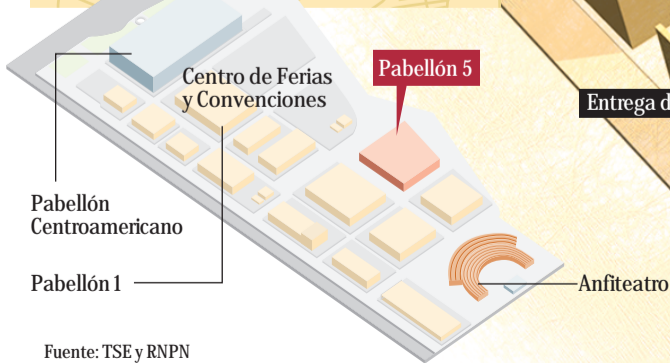 Centro de Ferias
y Convenciones
Pabellón 5
Entrega d
Pabellón
Centroamericano
Pabellón 1
Anfiteatro
Fuente: TSE y RNPN